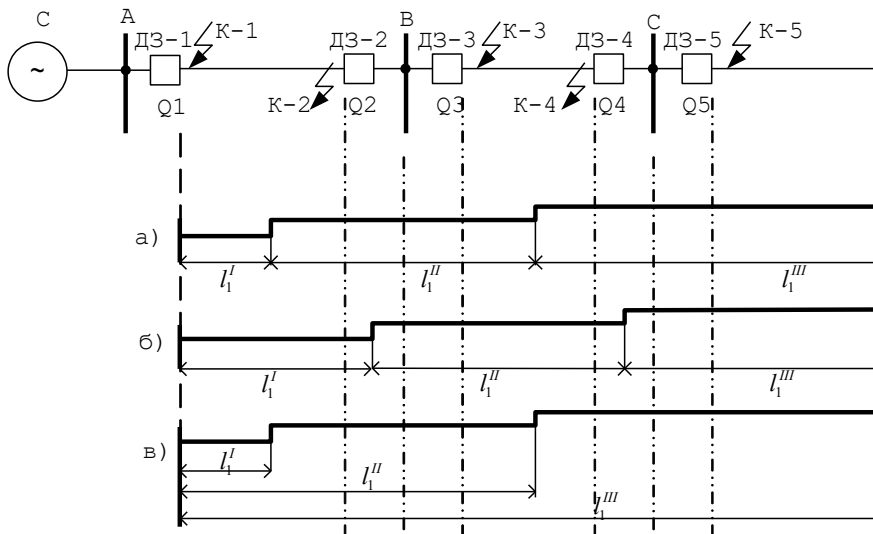 С А В С
ДЗ-1 К-1 ДЗ-2 ДЗ-3 К-3 ДЗ-4 ДЗ-5 К-5
~
Q1 К-2 Q2 Q3 К-4 Q4 Q5
а)
l₁ᴵ l₁ᴵᴵ l₁ᴵᴵᴵ
б)
l₁ᴵ l₁ᴵᴵ l₁ᴵᴵᴵ
в)
l₁ᴵ
l₁ᴵᴵ
l₁ᴵᴵᴵ